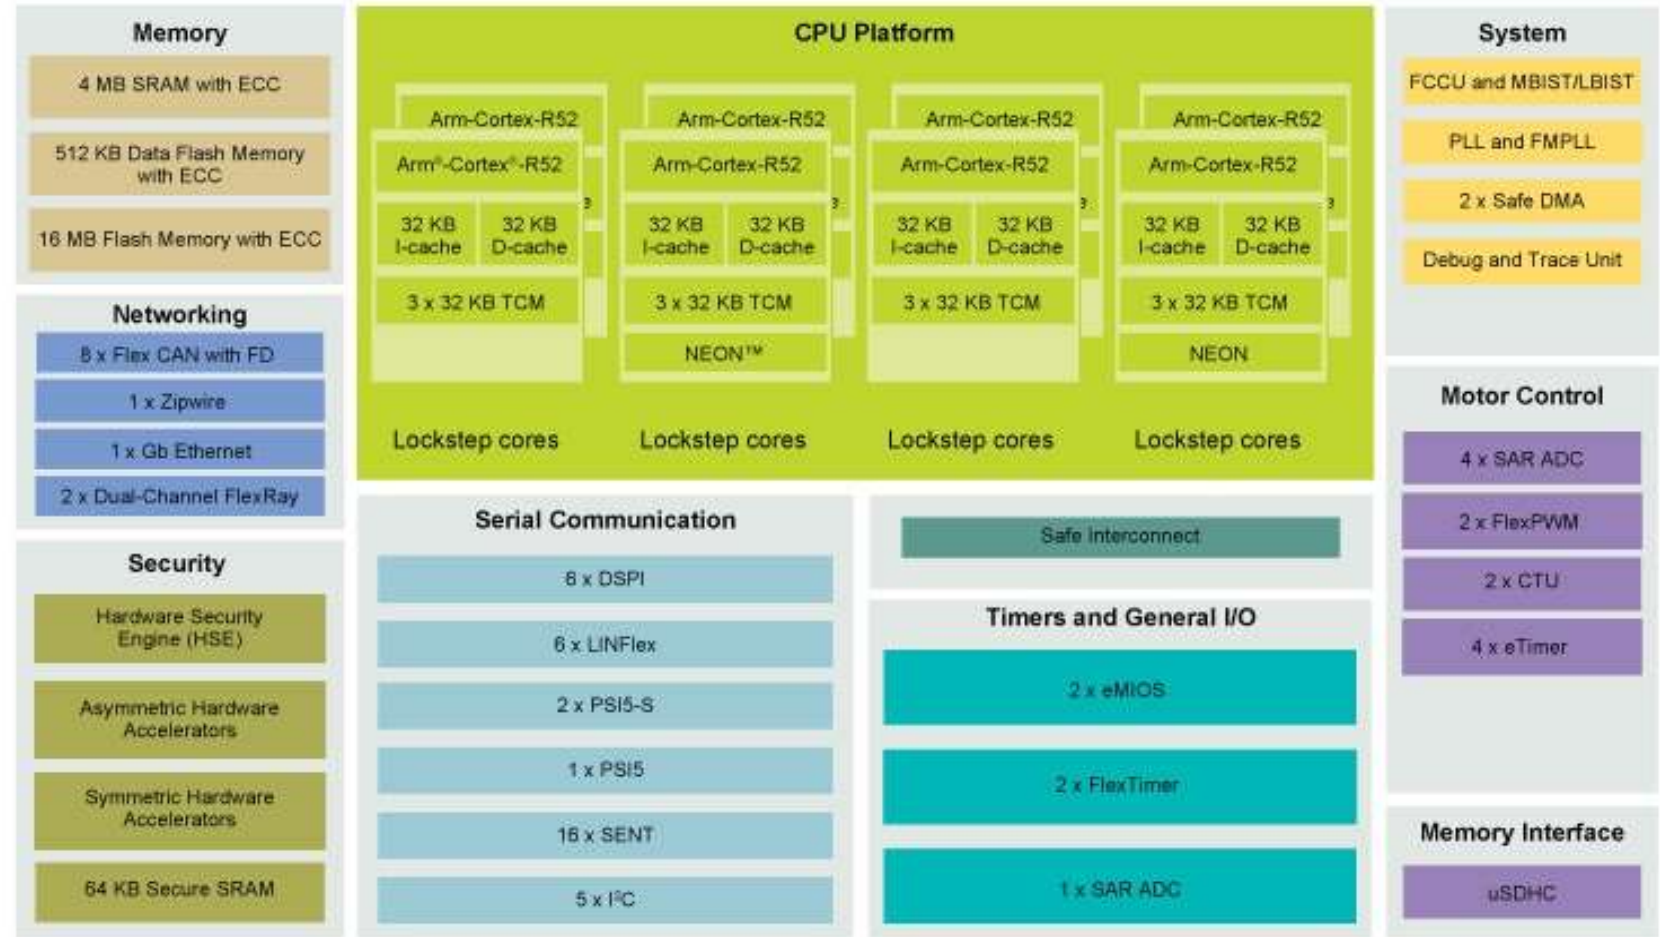 Memory
4 MB SRAM with ECC
512 KB Data Flash Memory
with ECC
16 MB Flash Memory with ECC
Networking
8 x Flex CAN with FD
1 x Zipwire
1 x Gb Ethernet
2 x Dual-Channel FlexRay
Security
Hardware Security
Engine (HSE)
Asymmetric Hardware
Accelerators
Symmetric Hardware
Accelerators
64 KB Secure SRAM
CPU Platform
Arm-Cortex-R52
Arm®-Cortex®-R52
32 KB
I-cache
32 KB
D-cache
3 x 32 KB TCM
Lockstep cores
Arm-Cortex-R52
Arm-Cortex-R52
32 KB
I-cache
32 KB
D-cache
3 x 32 KB TCM
NEON™
Lockstep cores
Arm-Cortex-R52
Arm-Cortex-R52
32 KB
I-cache
32 KB
D-cache
3 x 32 KB TCM
Lockstep cores
Arm-Cortex-R52
Arm-Cortex-R52
32 KB
I-cache
32 KB
D-cache
3 x 32 KB TCM
NEON
Lockstep cores
Serial Communication
8 x DSPI
6 x LINFlex
2 x PSI5-S
1 x PSI5
16 x SENT
5 x I²C
Safe Interconnect
Timers and General I/O
2 x eMIOS
2 x FlexTimer
1 x SAR ADC
System
FCCU and MBIST/LBIST
PLL and FMPLL
2 x Safe DMA
Debug and Trace Unit
Motor Control
4 x SAR ADC
2 x FlexPWM
2 x CTU
4 x eTimer
Memory Interface
uSDHC